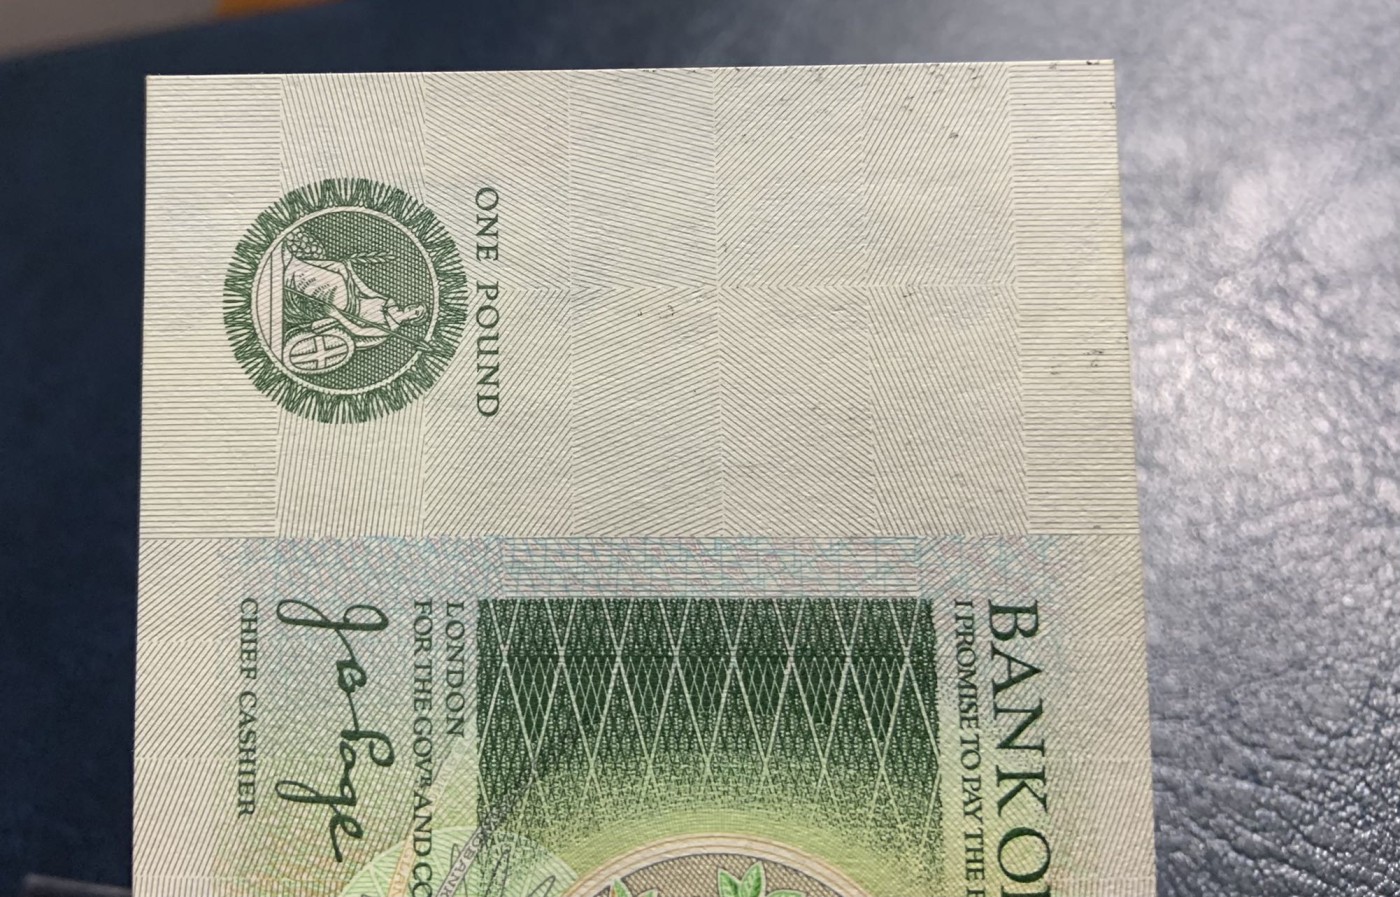 BANK O
I PROMISE TO PAY THE
LONDON
FOR THE GOVR AND CO
CHIEF CASHIER
ONE POUND